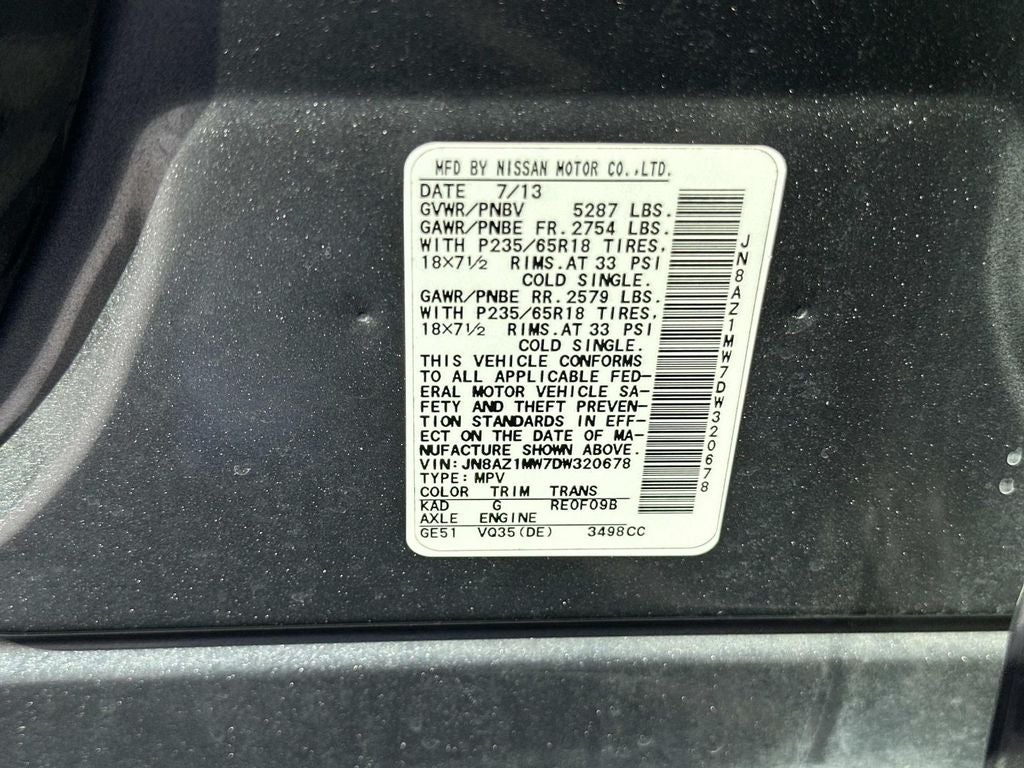 MFD BY NISSAN MOTOR CO.,LTD.
DATE 7/13
GVWR/PNBV 5287 LBS.
GAWR/PNBE FR. 2754 LBS.
WITH P235/65R18 TIRES,
18×7½ RIMS.AT 33 PSI
COLD SINGLE.
GAWR/PNBE RR. 2579 LBS.
WITH P235/65R18 TIRES,
18×7½ RIMS.AT 33 PSI
COLD SINGLE.
THIS VEHICLE CONFORMS
TO ALL APPLICABLE FED-
ERAL MOTOR VEHICLE SA-
FETY AND THEFT PREVEN-
TION STANDARDS IN EFF-
ECT ON THE DATE OF MA-
NUFACTURE SHOWN ABOVE.
VIN:JN8AZ1MW7DW320678
TYPE:MPV
COLOR TRIM TRANS
KAD G RE0F09B
AXLE ENGINE
GE51 VQ35(DE) 3498CC
JN8AZ1MW7DW320678